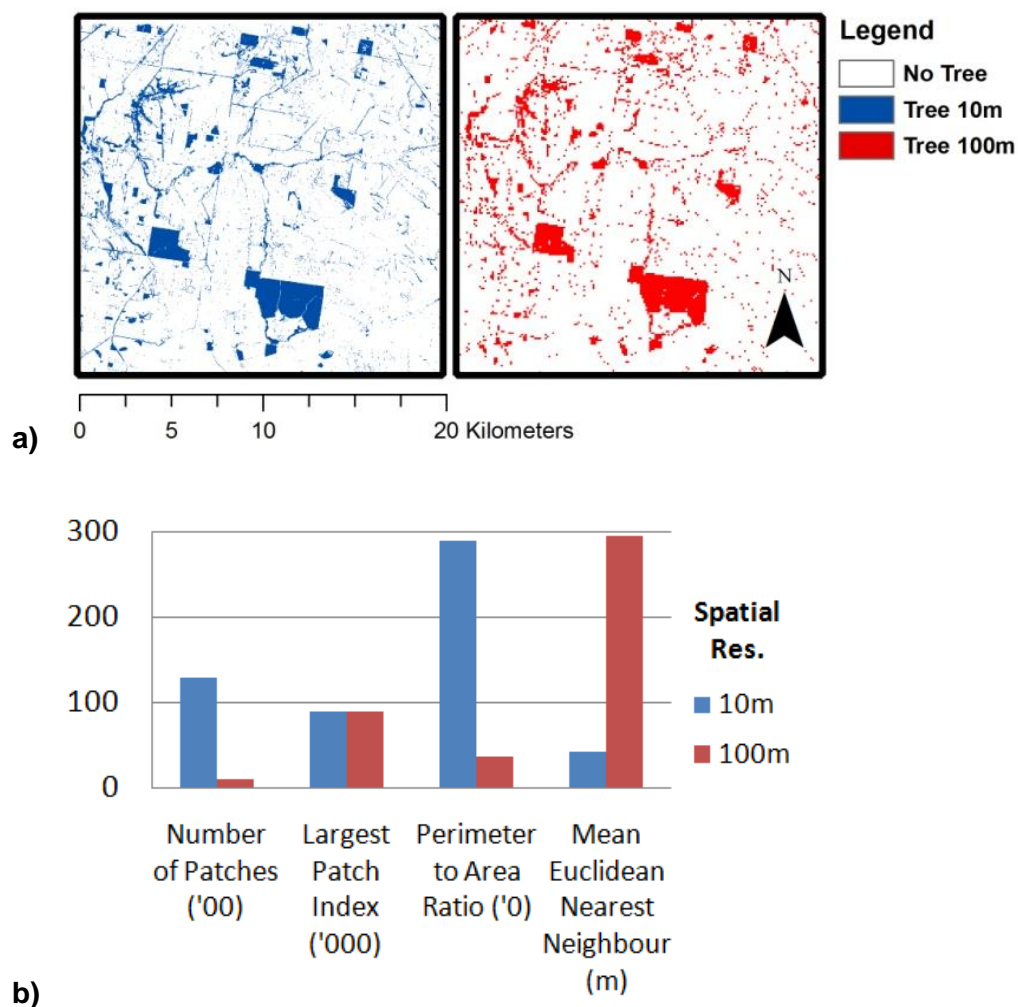 Legend
No Tree
Tree 10m
Tree 100m
N
0 5 10 20 Kilometers
a)
300
200
100
0
Number
of Patches
('00)
Largest
Patch
Index
('000)
Perimeter
to Area
Ratio ('0)
Mean
Euclidean
Nearest
Neighbour
(m)
Spatial
Res.
10m
100m
b)